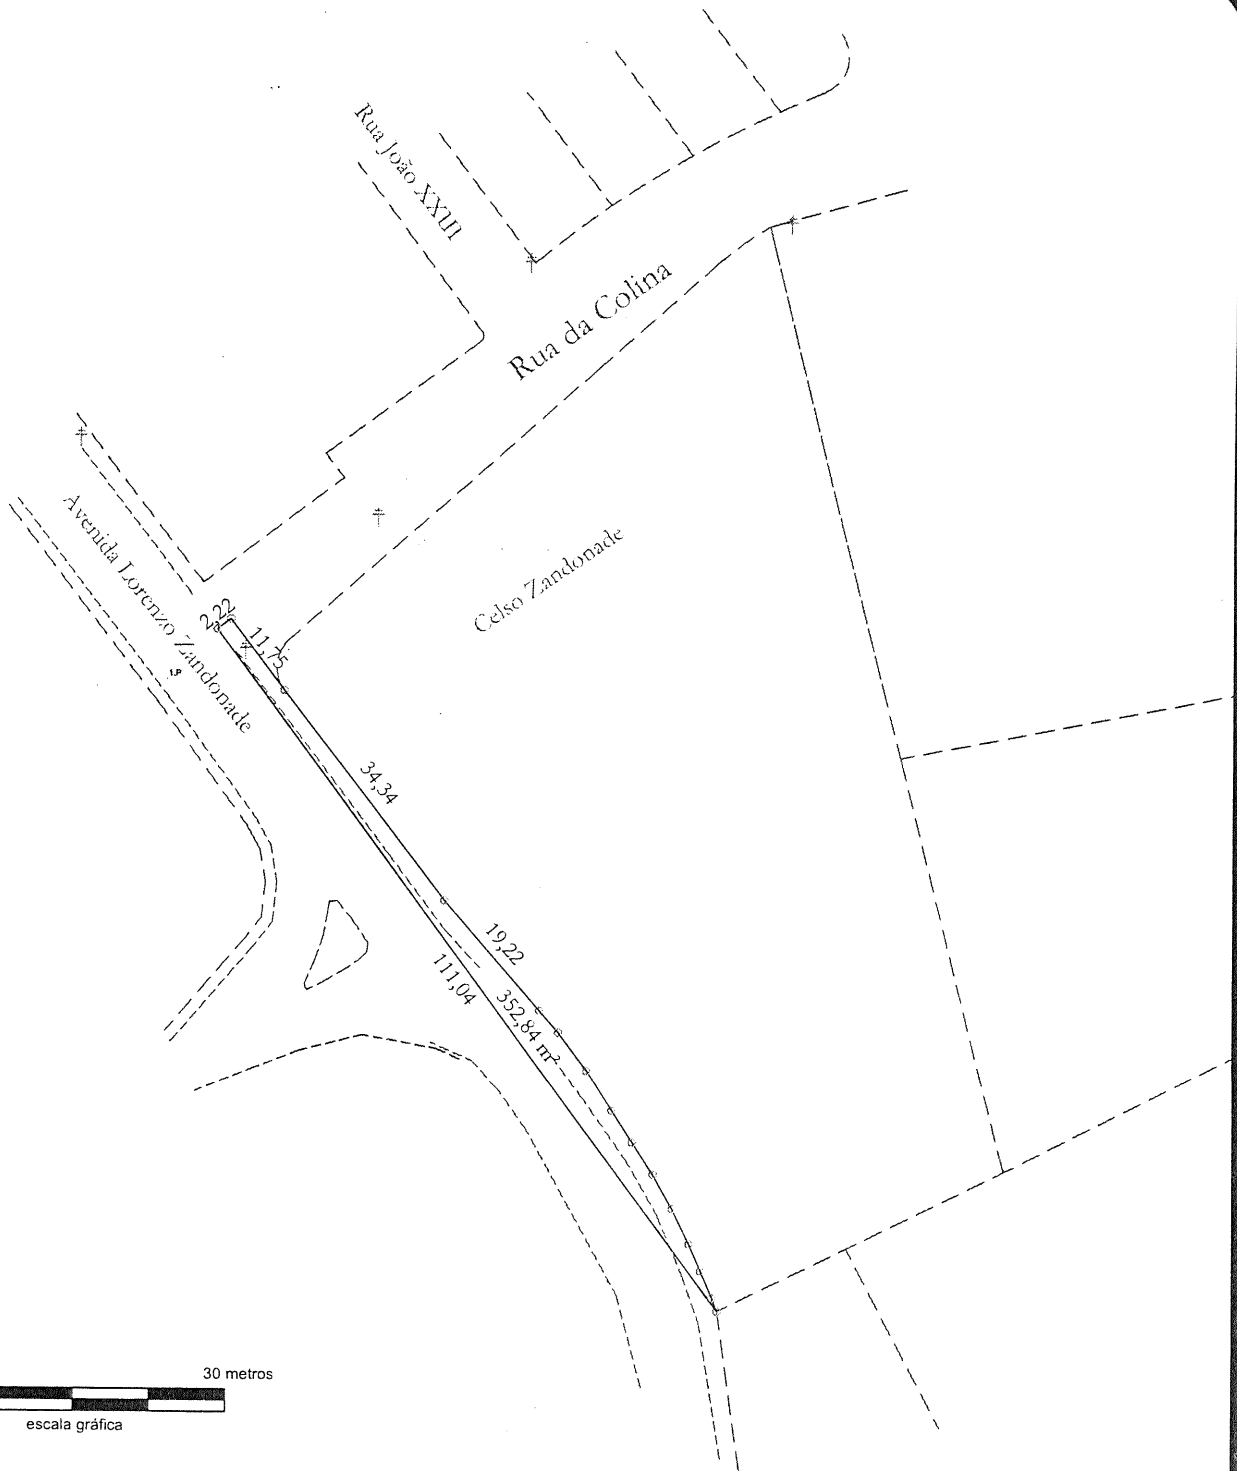 Rua João XXIII
Rua da Colina
Avenida Lorenzo Zandonade
Celso Zandonade
2,22
11,75
34,34
19,22
111,04
352,84 m²
30 metros
escala gráfica